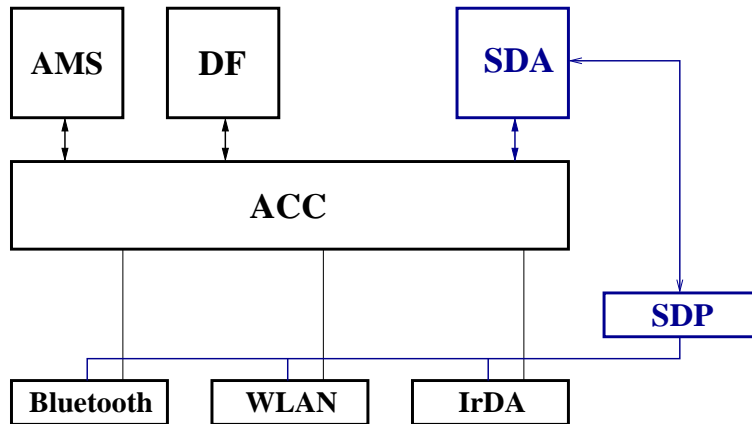 AMS
DF
SDA
ACC
SDP
Bluetooth
WLAN
IrDA